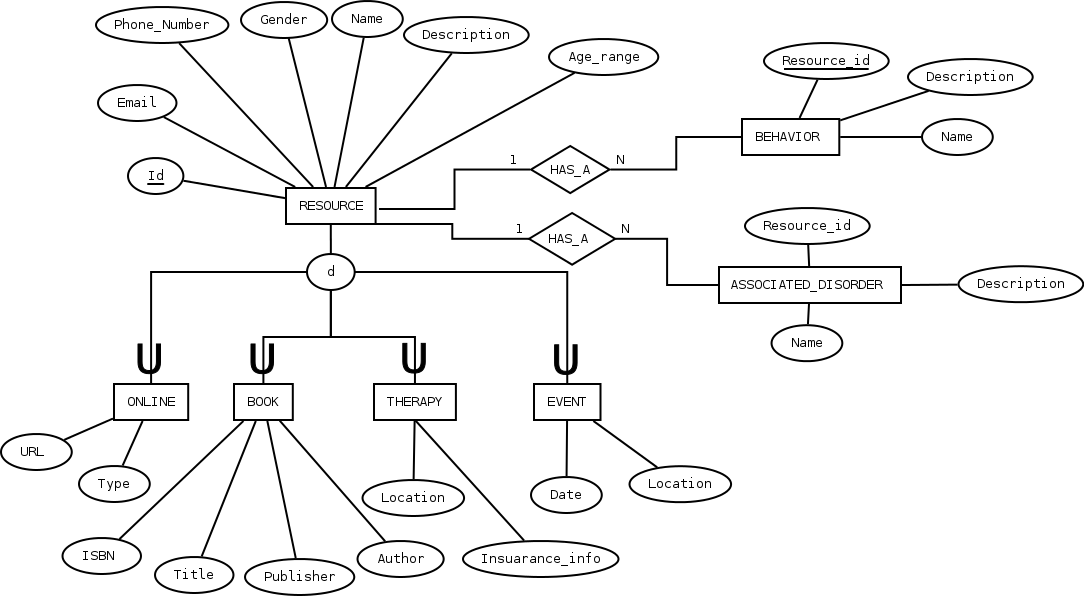 Phone_Number
Gender
Name
Description
Age_range
Resource_id
Description
Email
BEHAVIOR
Name
1
HAS_A
N
Id
RESOURCE
Resource_id
1
HAS_A
N
d
ASSOCIATED_DISORDER
Description
Name
U
U
U
U
ONLINE
BOOK
THERAPY
EVENT
URL
Type
Location
Date
Location
ISBN
Title
Publisher
Author
Insuarance_info